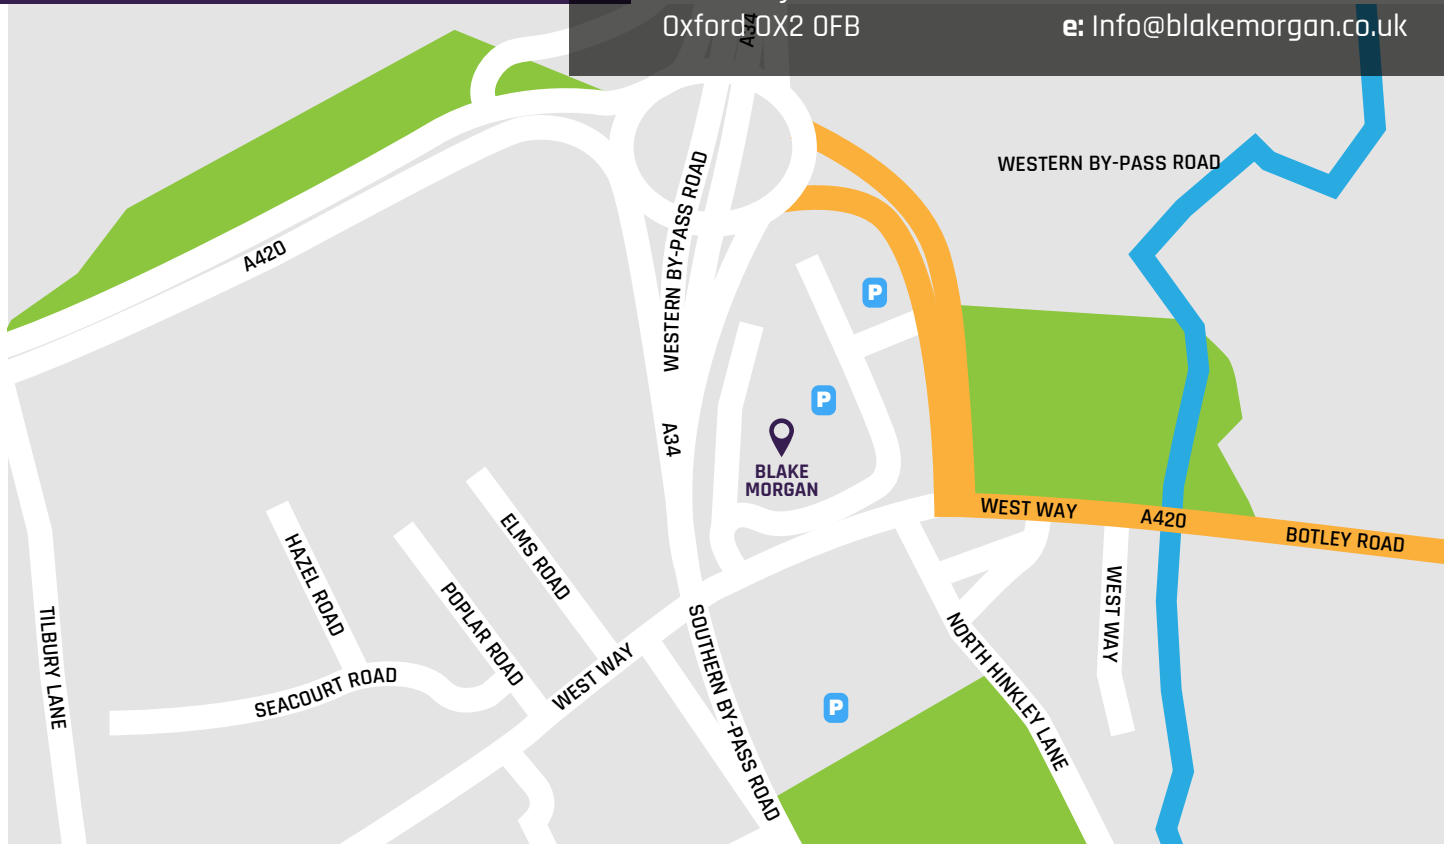 Oxford OX2 0FB
e: Info@blakemorgan.co.uk
A34
WESTERN BY-PASS ROAD
WESTERN BY-PASS ROAD
A420
P
P
A34
BLAKE
MORGAN
WEST WAY
A420
BOTLEY ROAD
ELMS ROAD
HAZEL ROAD
POPLAR ROAD
WEST WAY
TILBURY LANE
SEACOURT ROAD
WEST WAY
SOUTHERN BY-PASS ROAD
NORTH HINKLEY LANE
P